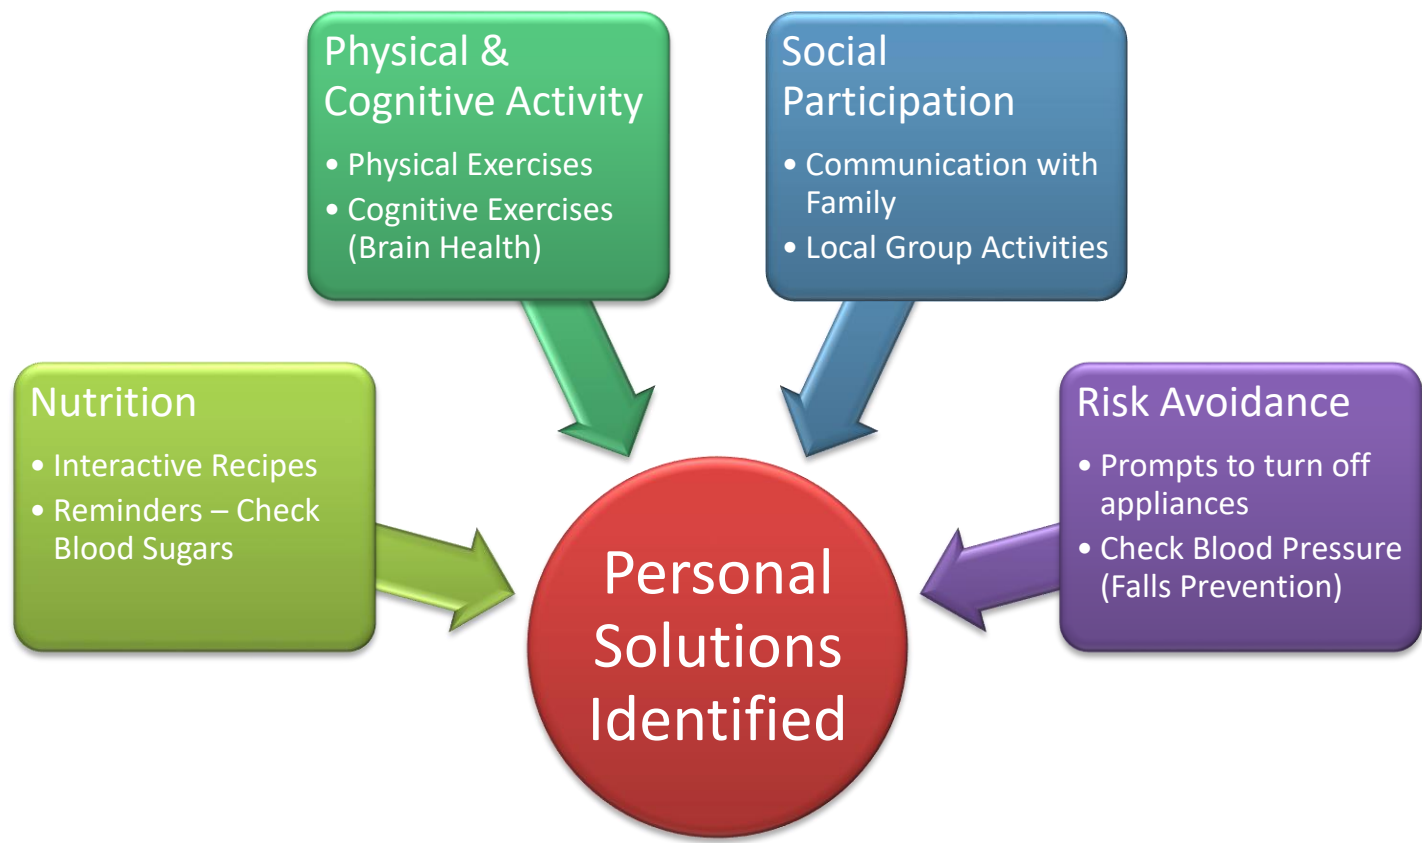 Physical &
Cognitive Activity
• Physical Exercises
• Cognitive Exercises
(Brain Health)
Social
Participation
• Communication with
Family
• Local Group Activities
Nutrition
• Interactive Recipes
• Reminders – Check
Blood Sugars
Risk Avoidance
• Prompts to turn off
appliances
• Check Blood Pressure
(Falls Prevention)
Personal
Solutions
Identified